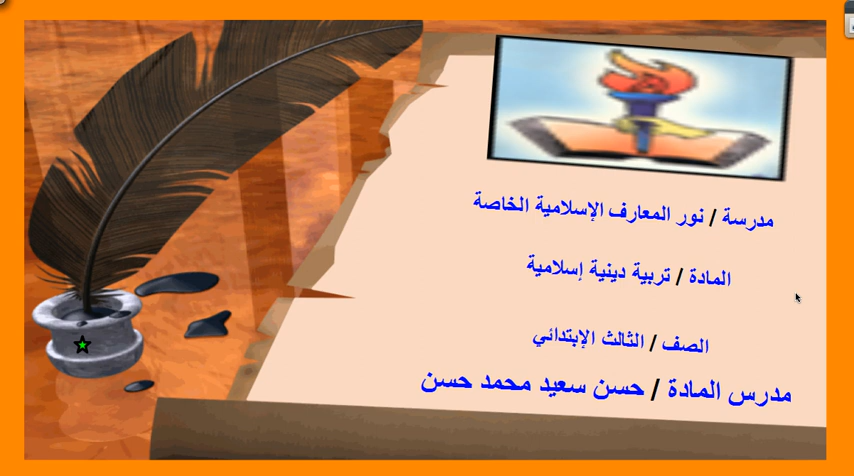 مدرسة / نور المعارف الإسلامية الخاصة
المادة / تربية دينية إسلامية
الصف / الثالث الإبتدائي
مدرس المادة / حسن سعيد محمد حسن